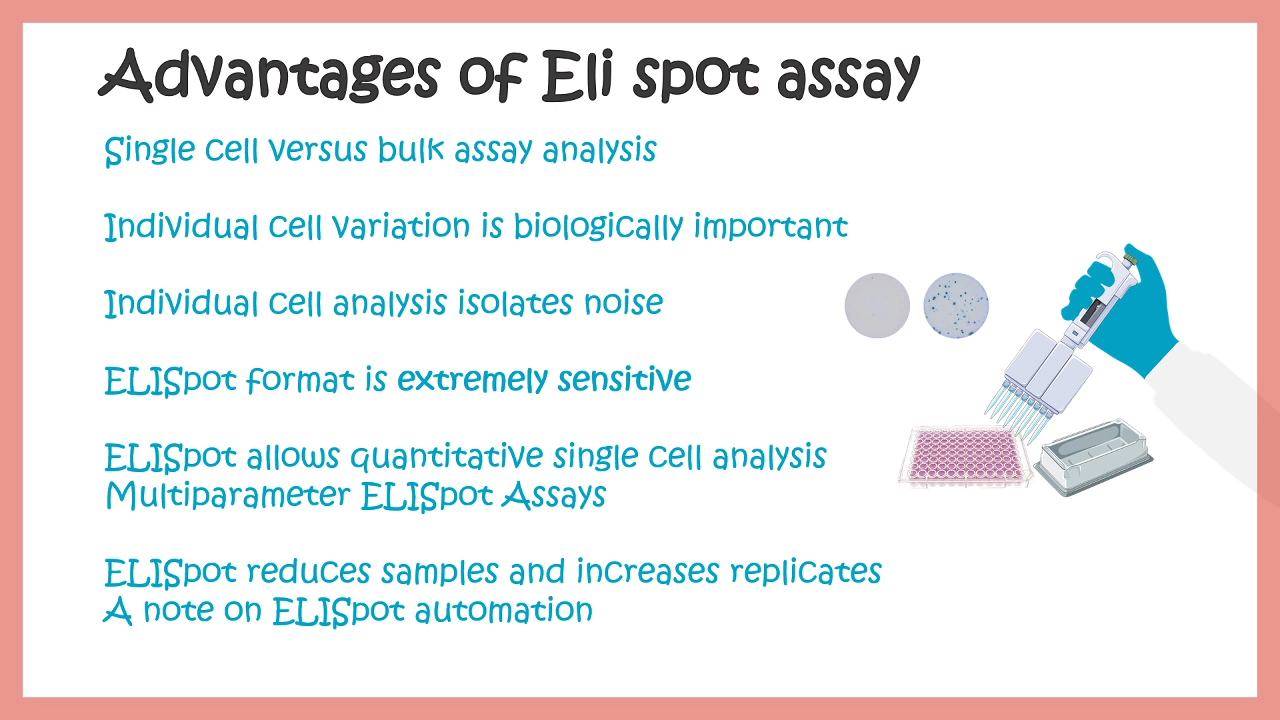 Advantages of Eli spot assay
Single cell versus bulk assay analysis
Individual cell variation is biologically important
Individual cell analysis isolates noise
ELISpot format is extremely sensitive
ELISpot allows quantitative single cell analysis
Multiparameter ELISpot Assays
ELISpot reduces samples and increases replicates
A note on ELISpot automation